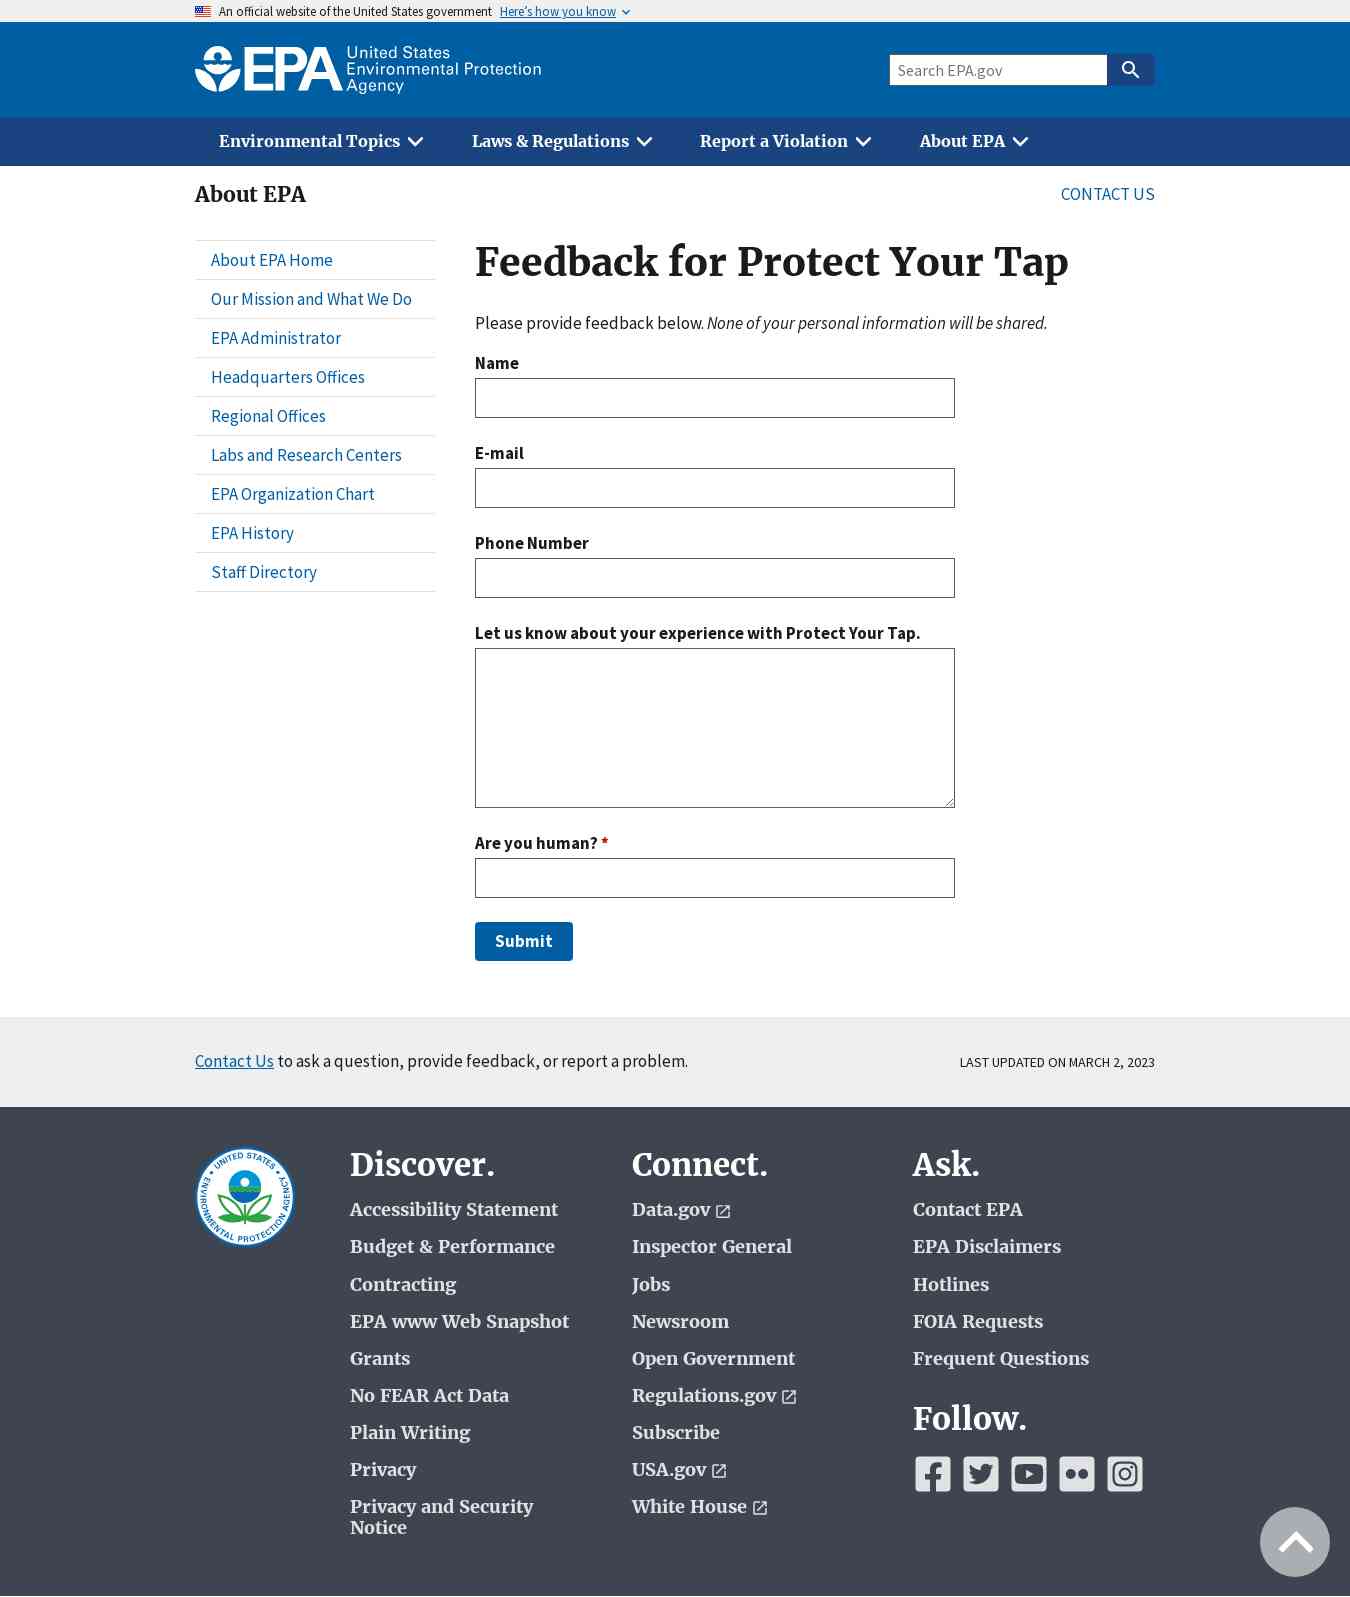 An official website of the United States government Here’s how you know
EPA United States
Environmental Protection
Agency
Search EPA.gov
Environmental Topics
Laws & Regulations
Report a Violation
About EPA
About EPA
CONTACT US
About EPA Home
Our Mission and What We Do
EPA Administrator
Headquarters Offices
Regional Offices
Labs and Research Centers
EPA Organization Chart
EPA History
Staff Directory
Feedback for Protect Your Tap
Please provide feedback below. None of your personal information will be shared.
Name
E-mail
Phone Number
Let us know about your experience with Protect Your Tap.
Are you human? *
Submit
Contact Us to ask a question, provide feedback, or report a problem.
LAST UPDATED ON MARCH 2, 2023
UNITED STATES
ENVIRONMENTAL PROTECTION AGENCY
Discover.
Accessibility Statement
Budget & Performance
Contracting
EPA www Web Snapshot
Grants
No FEAR Act Data
Plain Writing
Privacy
Privacy and Security
Notice
Connect.
Data.gov
Inspector General
Jobs
Newsroom
Open Government
Regulations.gov
Subscribe
USA.gov
White House
Ask.
Contact EPA
EPA Disclaimers
Hotlines
FOIA Requests
Frequent Questions
Follow.